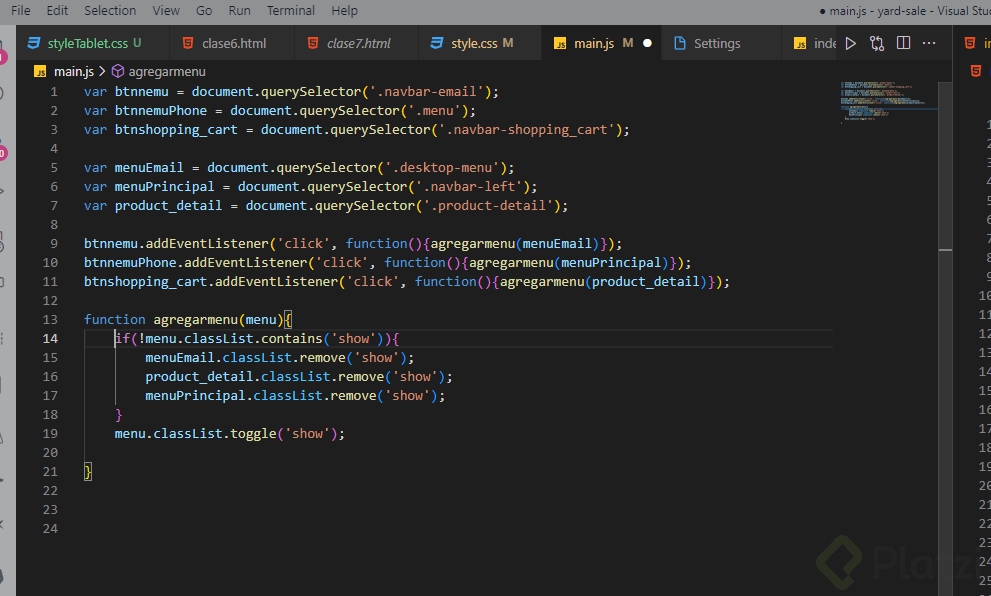 File Edit Selection View Go Run Terminal Help
● main.js - yard-sale - Visual Stu
styleTablet.css U clase6.html clase7.html style.css M JS main.js M ● Settings JS inde
JS main.js > agregarmenu
1 var btnnemu = document.querySelector('.navbar-email');
2 var btnnemuPhone = document.querySelector('.menu');
3 var btnshopping_cart = document.querySelector('.navbar-shopping_cart');
4
5 var menuEmail = document.querySelector('.desktop-menu');
6 var menuPrincipal = document.querySelector('.navbar-left');
7 var product_detail = document.querySelector('.product-detail');
8
9 btnnemu.addEventListener('click', function(){agregarmenu(menuEmail)});
10 btnnemuPhone.addEventListener('click', function(){agregarmenu(menuPrincipal)});
11 btnshopping_cart.addEventListener('click', function(){agregarmenu(product_detail)});
12
13 function agregarmenu(menu){
14 if(!menu.classList.contains('show')){
15 menuEmail.classList.remove('show');
16 product_detail.classList.remove('show');
17 menuPrincipal.classList.remove('show');
18 }
19 menu.classList.toggle('show');
20
21 }
22
23
24
Platzi